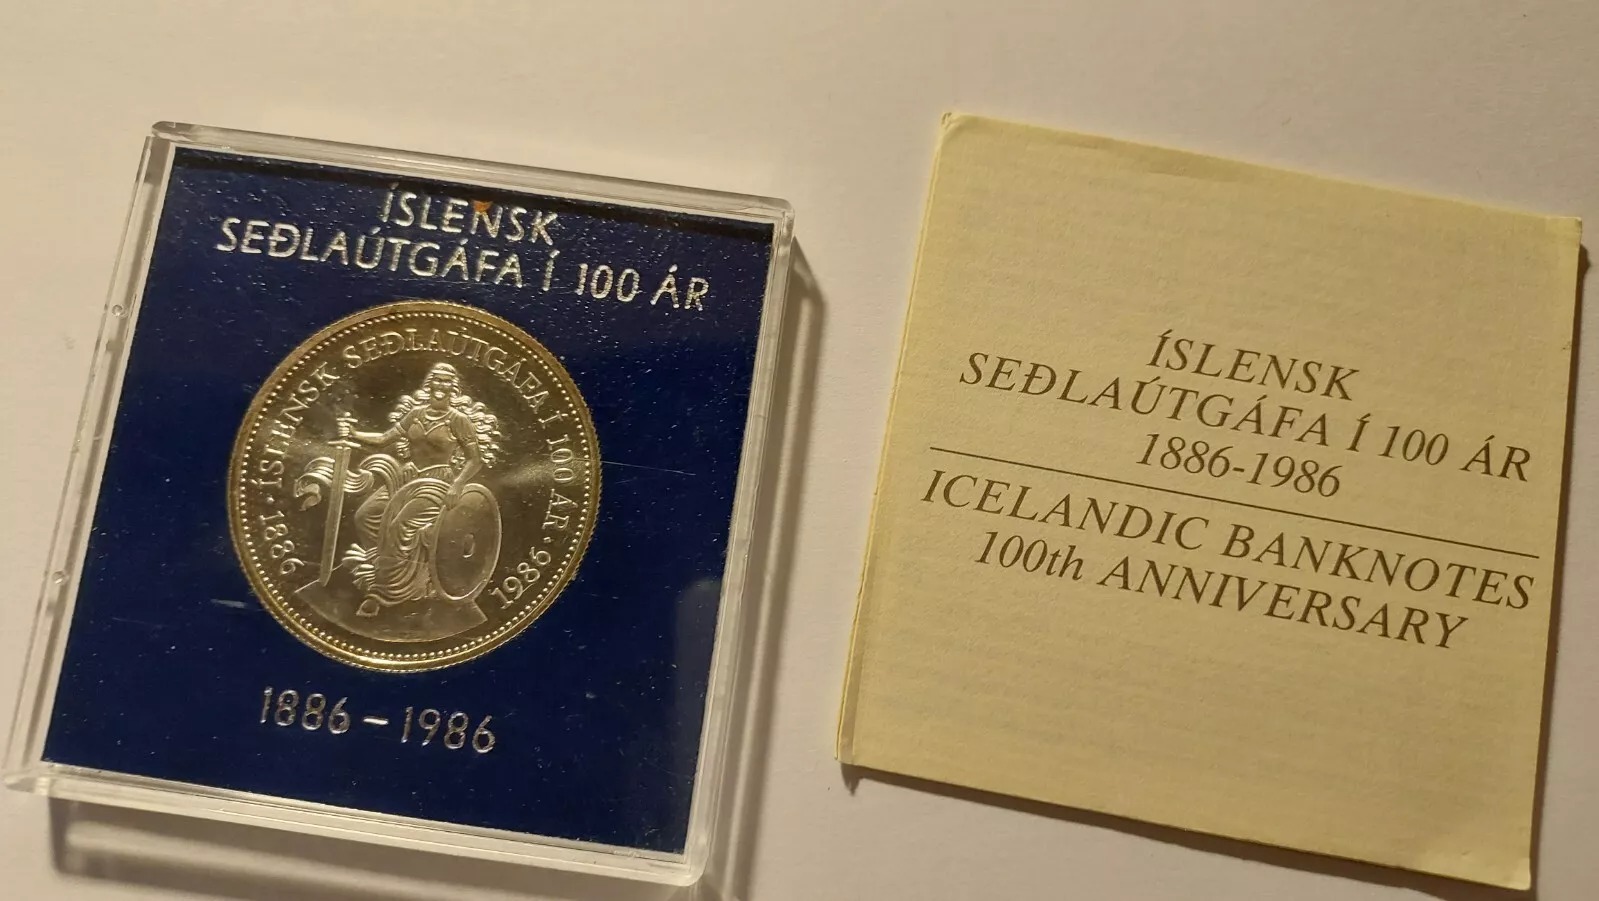 ÍSLENSK
SEÐLAÚTGÁFA Í 100 ÁR
1886 · ÍSLENSK SEÐLAÚTGÁFA Í 100 ÁR · 1986
1886-1986
ÍSLENSK
SEÐLAÚTGÁFA Í 100 ÁR
1886-1986
ICELANDIC BANKNOTES
100th ANNIVERSARY